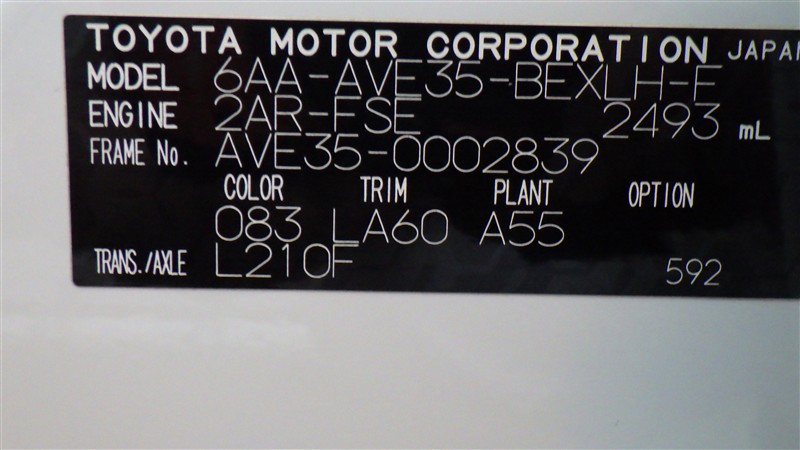 TOYOTA MOTOR CORPORATION JAPAN
MODEL 6AA-AVE35-BEXLH-F
ENGINE 2AR-FSE 2493 mL
FRAME No. AVE35-0002839
COLOR TRIM PLANT OPTION
083 LA60 A55
TRANS./AXLE L210F 592